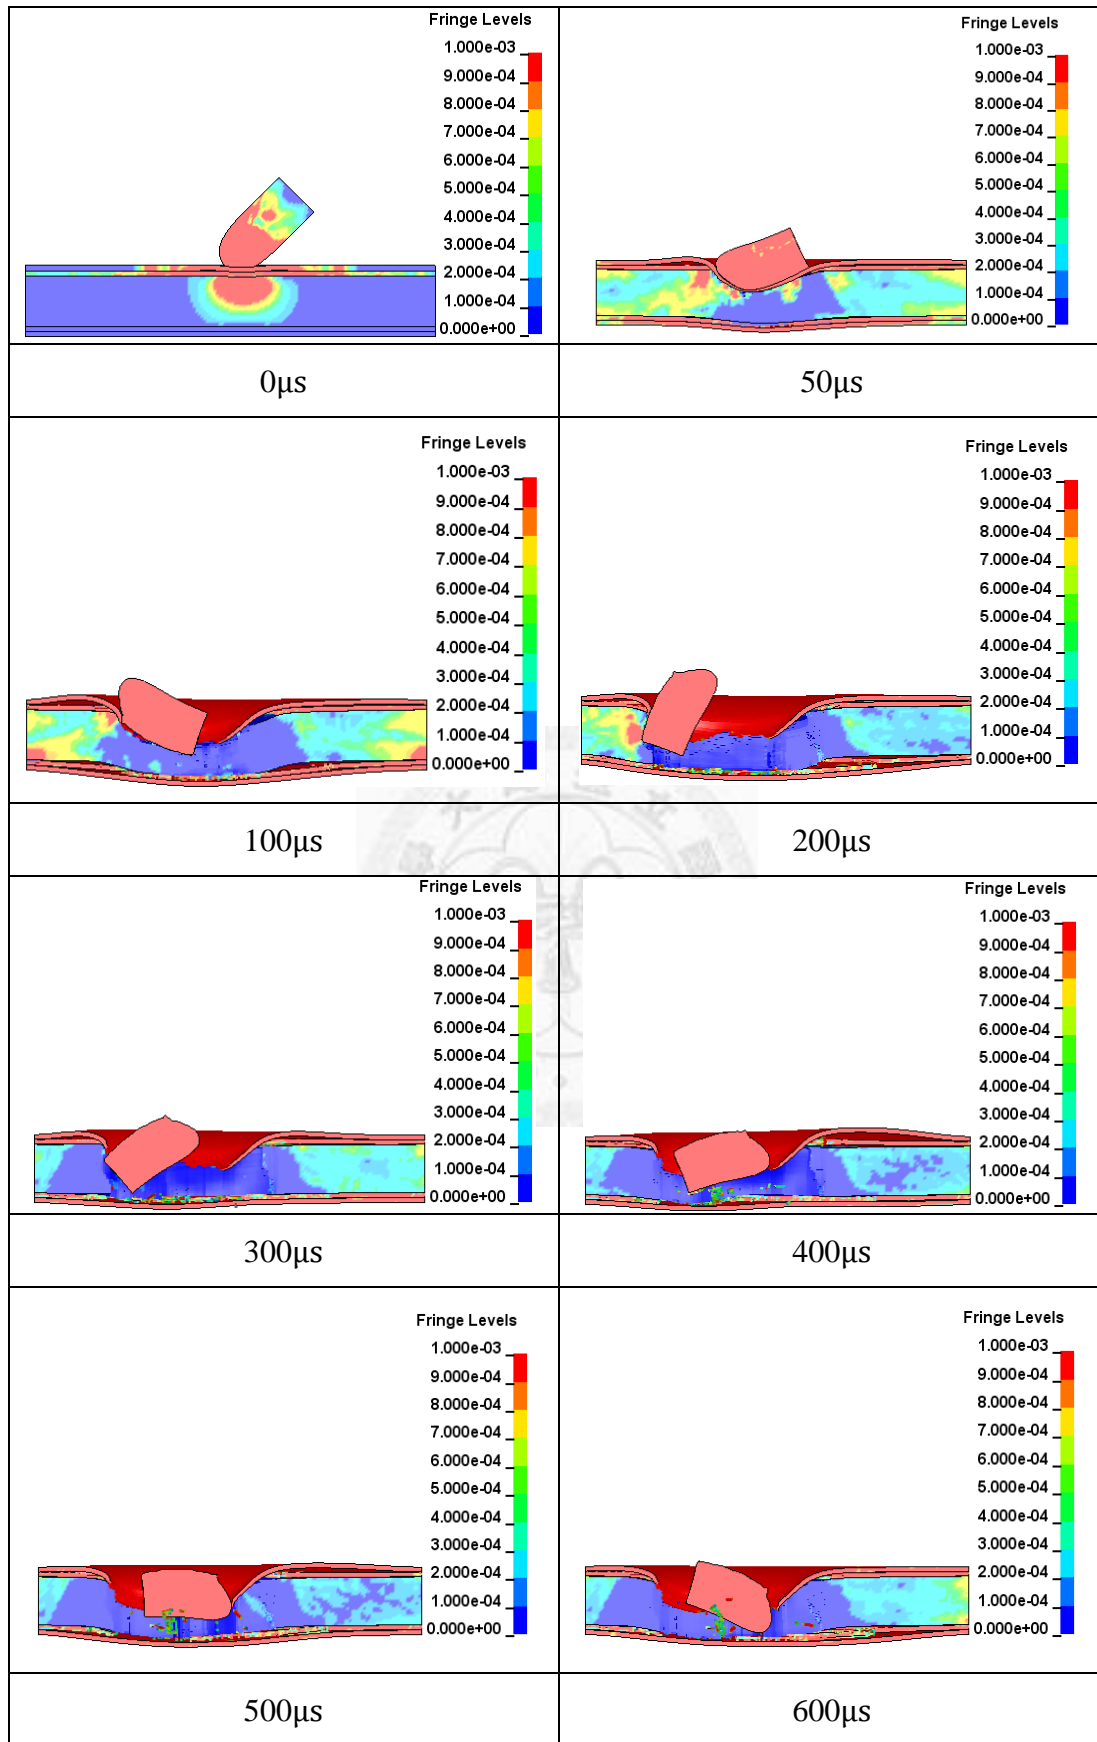 Fringe Levels
1.000e-03
9.000e-04
8.000e-04
7.000e-04
6.000e-04
5.000e-04
4.000e-04
3.000e-04
2.000e-04
1.000e-04
0.000e+00
Fringe Levels
1.000e-03
9.000e-04
8.000e-04
7.000e-04
6.000e-04
5.000e-04
4.000e-04
3.000e-04
2.000e-04
1.000e-04
0.000e+00
0μs
50μs
Fringe Levels
1.000e-03
9.000e-04
8.000e-04
7.000e-04
6.000e-04
5.000e-04
4.000e-04
3.000e-04
2.000e-04
1.000e-04
0.000e+00
Fringe Levels
1.000e-03
9.000e-04
8.000e-04
7.000e-04
6.000e-04
5.000e-04
4.000e-04
3.000e-04
2.000e-04
1.000e-04
0.000e+00
100μs
200μs
Fringe Levels
1.000e-03
9.000e-04
8.000e-04
7.000e-04
6.000e-04
5.000e-04
4.000e-04
3.000e-04
2.000e-04
1.000e-04
0.000e+00
Fringe Levels
1.000e-03
9.000e-04
8.000e-04
7.000e-04
6.000e-04
5.000e-04
4.000e-04
3.000e-04
2.000e-04
1.000e-04
0.000e+00
300μs
400μs
Fringe Levels
1.000e-03
9.000e-04
8.000e-04
7.000e-04
6.000e-04
5.000e-04
4.000e-04
3.000e-04
2.000e-04
1.000e-04
0.000e+00
Fringe Levels
1.000e-03
9.000e-04
8.000e-04
7.000e-04
6.000e-04
5.000e-04
4.000e-04
3.000e-04
2.000e-04
1.000e-04
0.000e+00
500μs
600μs